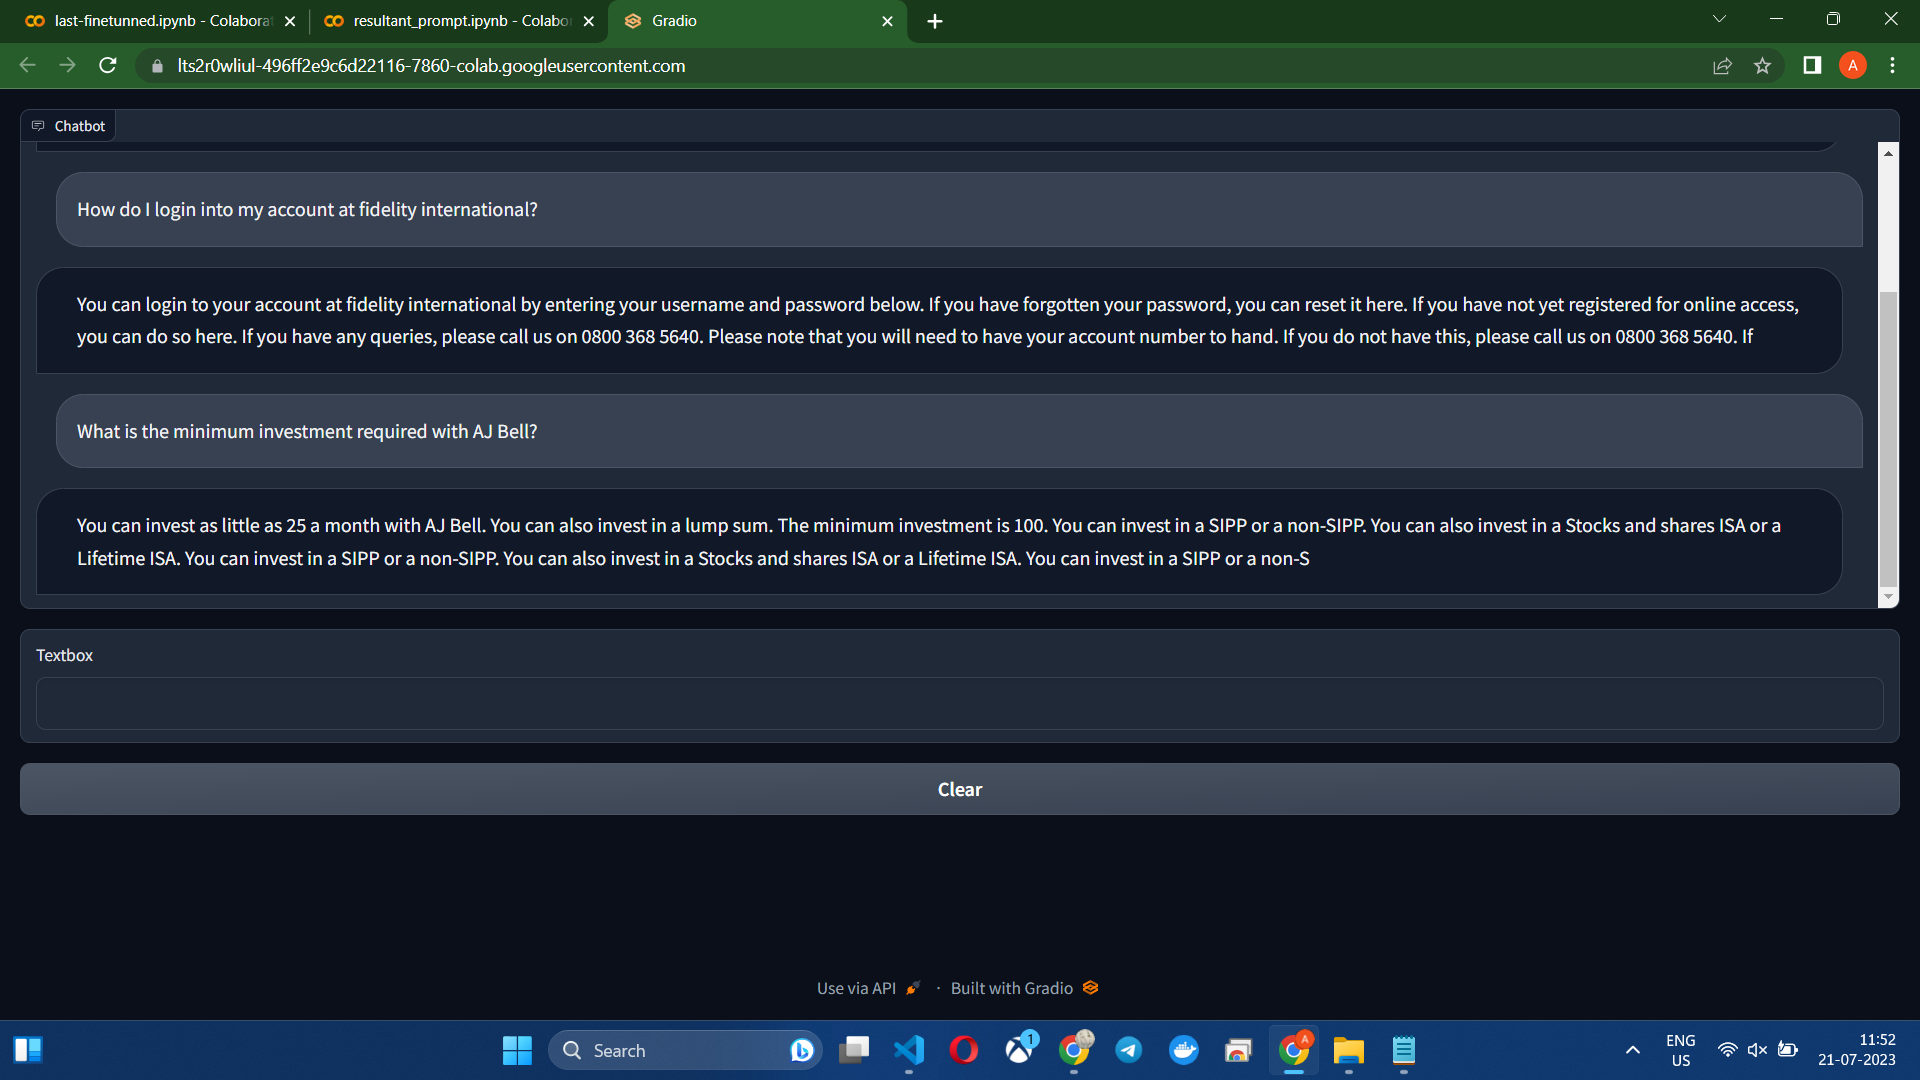 last-finetunned.ipynb - Colabora
resultant_prompt.ipynb - Colabo
Gradio
lts2r0wliul-496ff2e9c6d22116-7860-colab.googleusercontent.com
A
Chatbot
How do I login into my account at fidelity international?
You can login to your account at fidelity international by entering your username and password below. If you have forgotten your password, you can reset it here. If you have not yet registered for online access,
you can do so here. If you have any queries, please call us on 0800 368 5640. Please note that you will need to have your account number to hand. If you do not have this, please call us on 0800 368 5640. If
What is the minimum investment required with AJ Bell?
You can invest as little as 25 a month with AJ Bell. You can also invest in a lump sum. The minimum investment is 100. You can invest in a SIPP or a non-SIPP. You can also invest in a Stocks and shares ISA or a
Lifetime ISA. You can invest in a SIPP or a non-SIPP. You can also invest in a Stocks and shares ISA or a Lifetime ISA. You can invest in a SIPP or a non-S
Textbox
Clear
Use via API · Built with Gradio
Search
1
A
ENG
US
11:52
21-07-2023